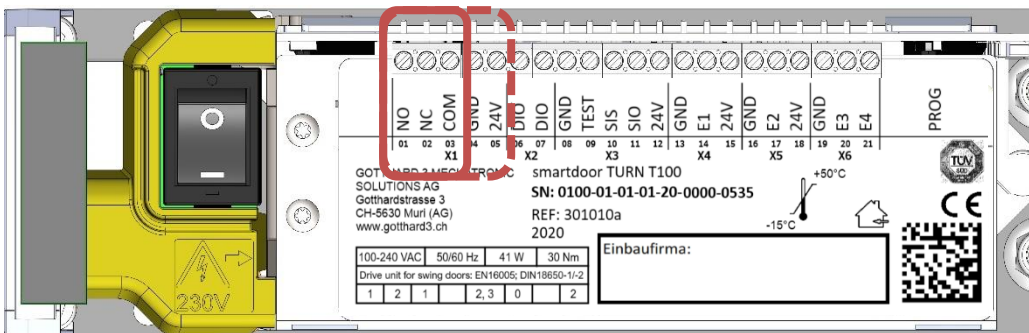 NO NC COM GND 24V DIO DIO GND TEST SIS SIO 24V GND E1 24V GND E2 24V GND E3 E4 PROG
01 02 03 04 05 06 07 08 09 10 11 12 13 14 15 16 17 18 19 20 21
X1 X2 X3 X4 X5 X6
GOTTHARD 3 MECHATRONIC
SOLUTIONS AG
Gotthardstrasse 3
CH-5630 Muri (AG)
www.gotthard3.ch
smartdoor TURN T100
SN: 0100-01-01-01-20-0000-0535
REF: 301010a
2020
+50°C
-15°C
TÜV
CE
100-240 VAC 50/60 Hz 41 W 30 Nm
Drive unit for swing doors: EN16005; DIN18650-1/-2
1 2 1 2, 3 0 2
Einbaufirma:
230V